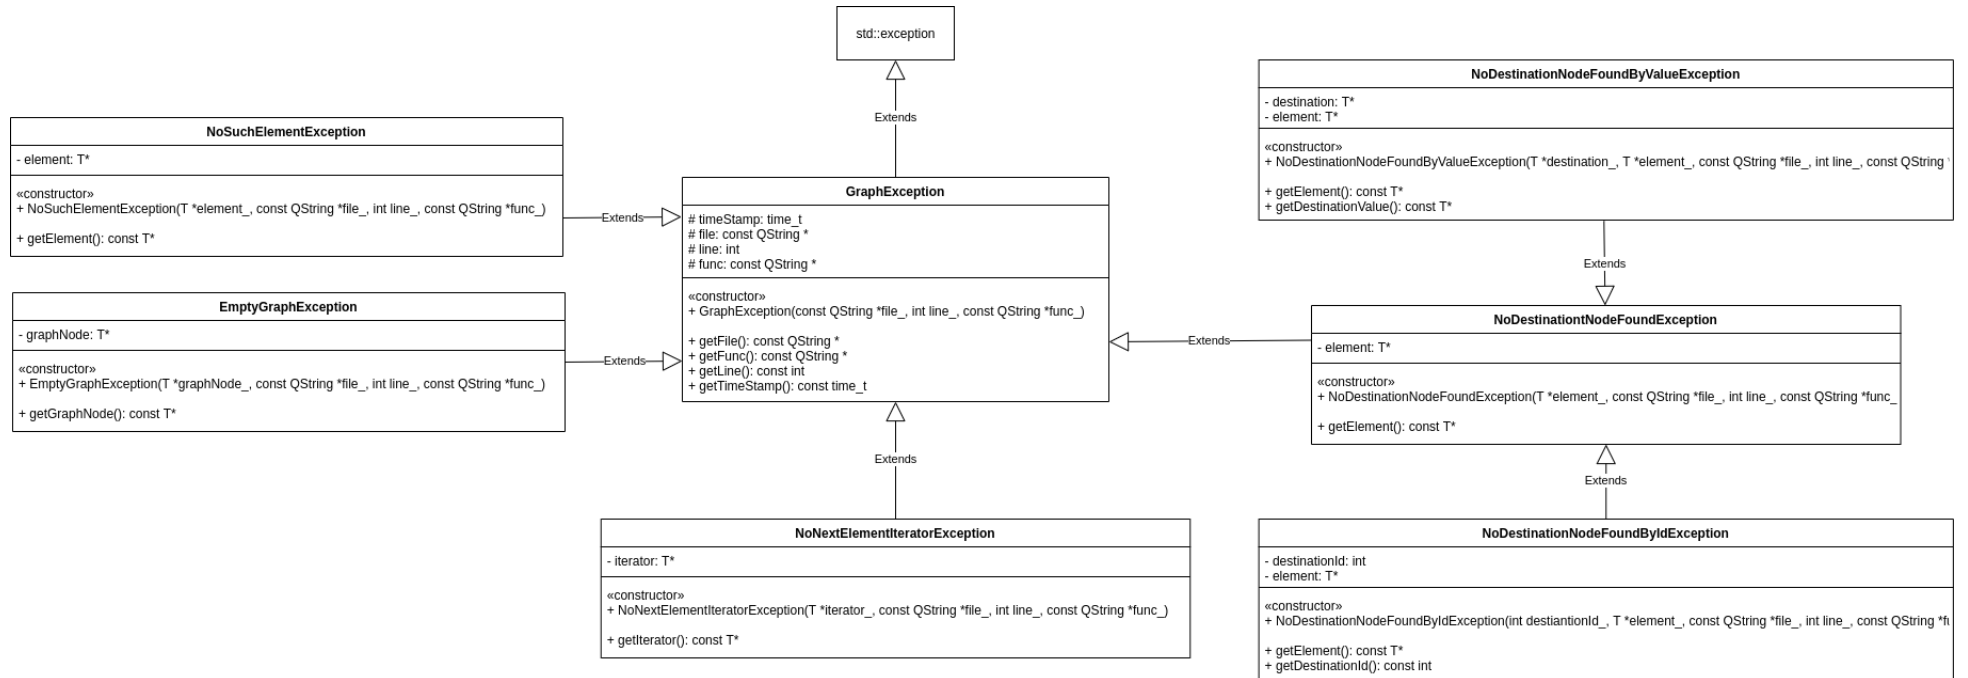 std::exception
Extends
NoSuchElementException
- element: T*
«constructor»
+ NoSuchElementException(T *element_, const QString *file_, int line_, const QString *func_)
+ getElement(): const T*
Extends
EmptyGraphException
- graphNode: T*
«constructor»
+ EmptyGraphException(T *graphNode_, const QString *file_, int line_, const QString *func_)
+ getGraphNode(): const T*
Extends
GraphException
# timeStamp: time_t
# file: const QString *
# line: int
# func: const QString *
«constructor»
+ GraphException(const QString *file_, int line_, const QString *func_)
+ getFile(): const QString *
+ getFunc(): const QString *
+ getLine(): const int
+ getTimeStamp(): const time_t
Extends
NoNextElementIteratorException
- iterator: T*
«constructor»
+ NoNextElementIteratorException(T *iterator_, const QString *file_, int line_, const QString *func_)
+ getIterator(): const T*
NoDestinationNodeFoundByValueException
- destination: T*
- element: T*
«constructor»
+ NoDestinationNodeFoundByValueException(T *destination_, T *element_, const QString *file_, int line_, const QString
+ getElement(): const T*
+ getDestinationValue(): const T*
Extends
Extends
NoDestinationtNodeFoundException
- element: T*
«constructor»
+ NoDestinationNodeFoundException(T *element_, const QString *file_, int line_, const QString *func_
+ getElement(): const T*
Extends
NoDestinationNodeFoundByIdException
- destinationId: int
- element: T*
«constructor»
+ NoDestinationNodeFoundByIdException(int destiantionId_, T *element_, const QString *file_, int line_, const QString
+ getElement(): const T*
+ getDestinationId(): const int